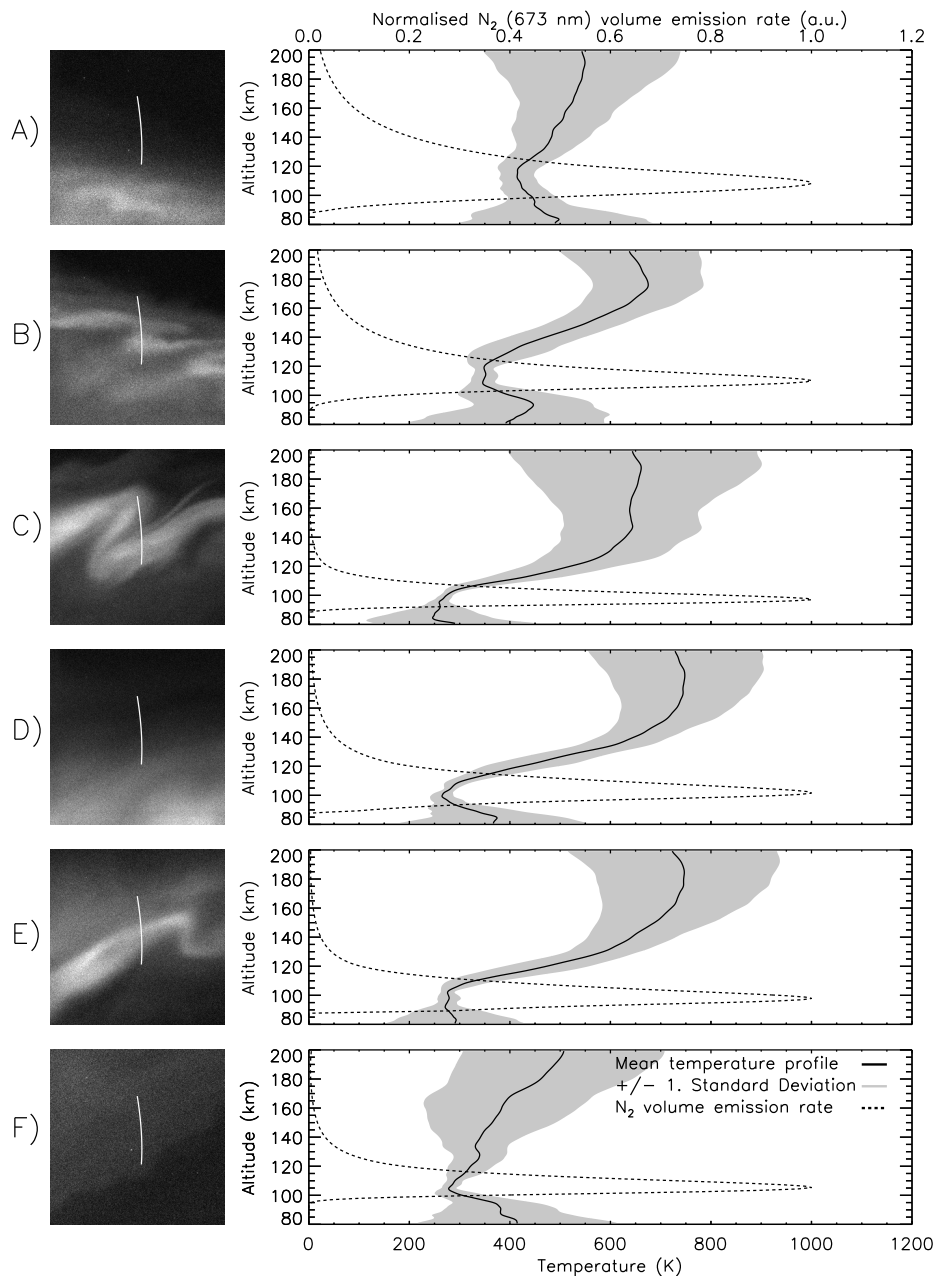 Normalised N₂ (673 nm) volume emission rate (a.u.)
0.0 0.2 0.4 0.6 0.8 1.0 1.2
A)
Altitude (km)
200
180
160
140
120
100
80
B)
Altitude (km)
200
180
160
140
120
100
80
C)
Altitude (km)
200
180
160
140
120
100
80
D)
Altitude (km)
200
180
160
140
120
100
80
E)
Altitude (km)
200
180
160
140
120
100
80
F)
Altitude (km)
200
180
160
140
120
100
80
Mean temperature profile
+/- 1. Standard Deviation
N₂ volume emission rate
0 200 400 600 800 1000 1200
Temperature (K)